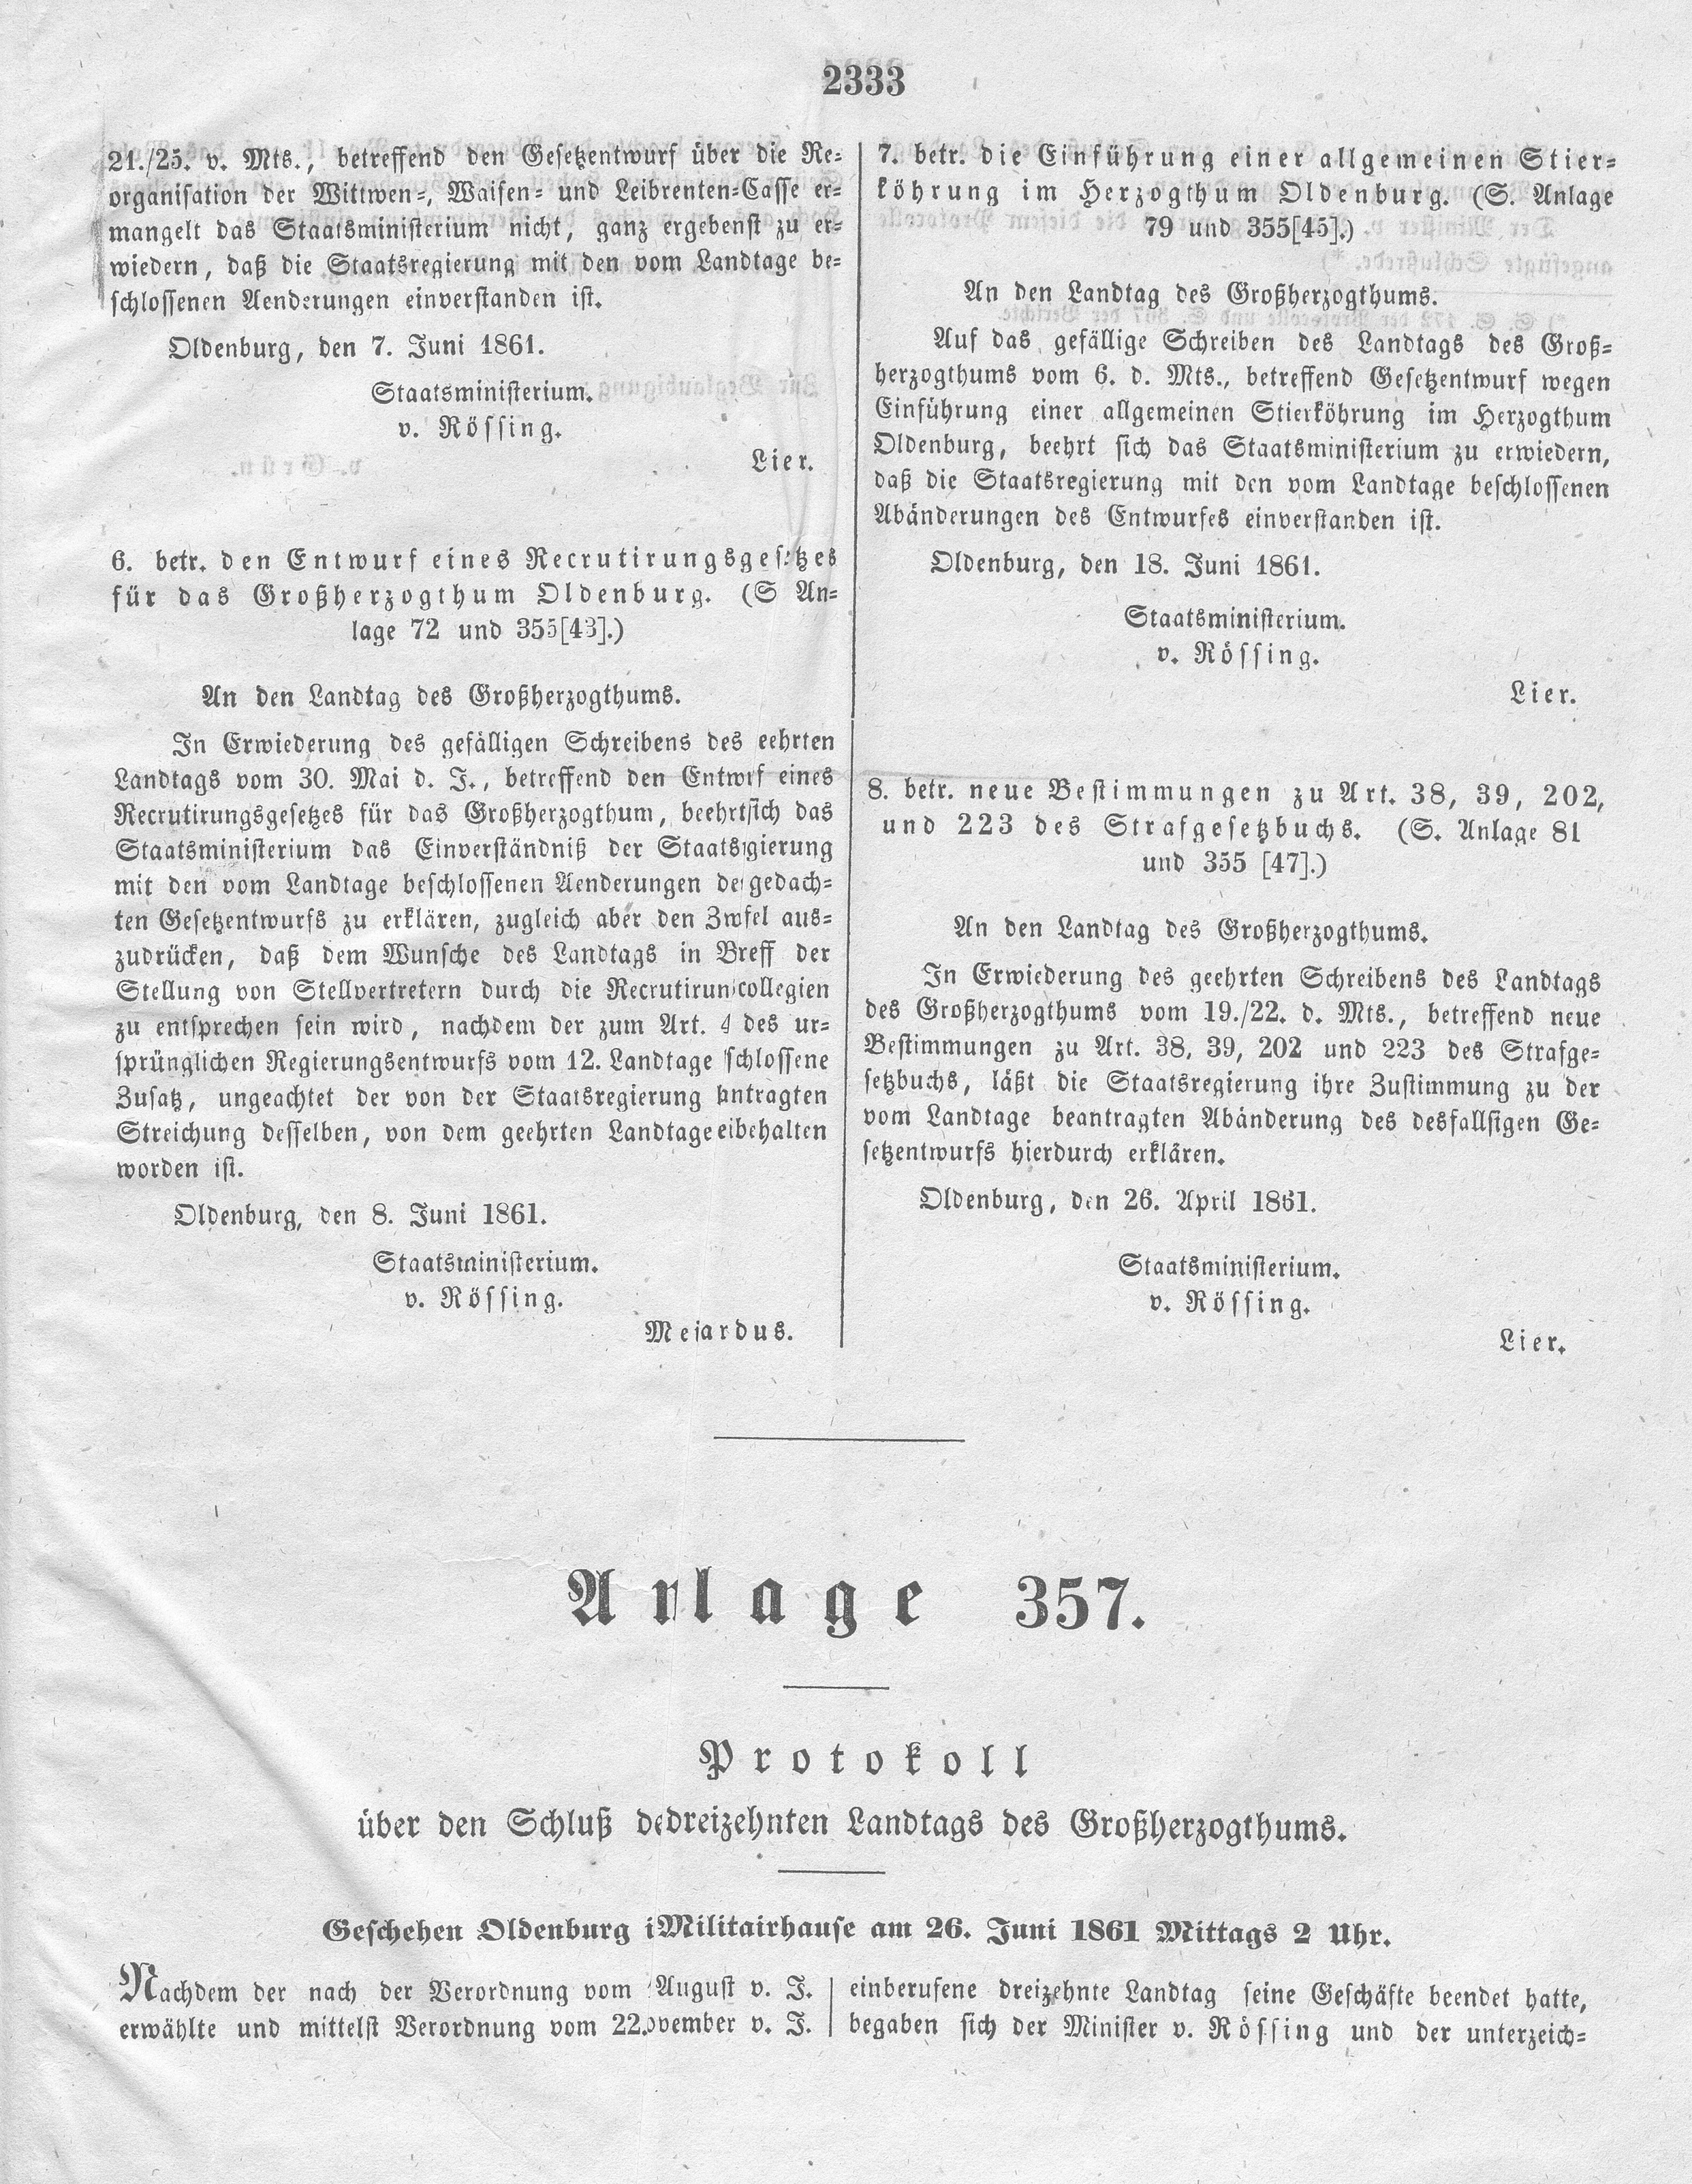 2333
21./25. v. Mts., betreffend den Gesetzentwurf über die Re-
organisation der Wittwen-, Waisen- und Leibrenten-Casse er-
mangelt das Staatsministerium nicht, ganz ergebenst zu er-
wiedern, daß die Staatsregierung mit den vom Landtage be-
schlossenen Aenderungen einverstanden ist.
Oldenburg, den 7. Juni 1861.
Staatsministerium.
v. Rössing.
Lier.
6. betr. den Entwurf eines Recrutirungsgesetzes
für das Großherzogthum Oldenburg. (S An-
lage 72 und 355[43].)
An den Landtag des Großherzogthums.
In Erwiederung des gefälligen Schreibens des eehrten
Landtags vom 30. Mai d. J., betreffend den Entwrf eines
Recrutirungsgesetzes für das Großherzogthum, beehrt sich das
Staatsministerium das Einverständniß der Staatsgierung
mit den vom Landtage beschlossenen Aenderungen de gedach-
ten Gesetzentwurfs zu erklären, zugleich aber den Zwfel aus-
zudrücken, daß dem Wunsche des Landtags in Breff der
Stellung von Stellvertretern durch die Recrutiruncollegien
zu entsprechen sein wird, nachdem der zum Art. des ur-
sprünglichen Regierungsentwurfs vom 12. Landtage schlossene
Zusatz, ungeachtet der von der Staatsregierung antragten
Streichung desselben, von dem geehrten Landtage eibehalten
worden ist.
Oldenburg, den 8. Juni 1861.
Staatsministerium.
v. Rössing.
Meiardus.
7. betr. die Einführung einer allgemeinen Stier-
köhrung im Herzogthum Oldenburg. (S. Anlage
79 und 355[45].)
An den Landtag des Großherzogthums.
Auf das gefällige Schreiben des Landtags des Groß-
herzogthums vom 6. d. Mts., betreffend Gesetzentwurf wegen
Einführung einer allgemeinen Stierköhrung im Herzogthum
Oldenburg, beehrt sich das Staatsministerium zu erwiedern,
daß die Staatsregierung mit den vom Landtage beschlossenen
Abänderungen des Entwurfes einverstanden ist.
Oldenburg, den 18. Juni 1861.
Staatsministerium.
v. Rössing.
Lier.
8. betr. neue Bestimmungen zu Art. 38, 39, 202,
und 223 des Strafgesetzbuchs. (S. Anlage 81
und 355 [47].)
An den Landtag des Großherzogthums.
In Erwiederung des geehrten Schreibens des Landtags
des Großherzogthums vom 19./22. d. Mts., betreffend neue
Bestimmungen zu Art. 38, 39, 202 und 223 des Strafge-
setzbuchs, läßt die Staatsregierung ihre Zustimmung zu der
vom Landtage beantragten Abänderung des desfallsigen Ge-
setzentwurfs hierdurch erklären.
Oldenburg, den 26. April 1861.
Staatsministerium.
v. Rössing.
Lier.
Anlage 357.
Protokoll
über den Schluß de dreizehnten Landtags des Großherzogthums.
Geschehen Oldenburg i Militairhause am 26. Juni 1861 Mittags 2 Uhr.
Nachdem der nach der Verordnung vom August v. J.
erwählte und mittelst Verordnung vom 22. ovember v. J.
einberufene dreizehnte Landtag seine Geschäfte beendet hatte,
begaben sich der Minister v. Rössing und der unterzeich-